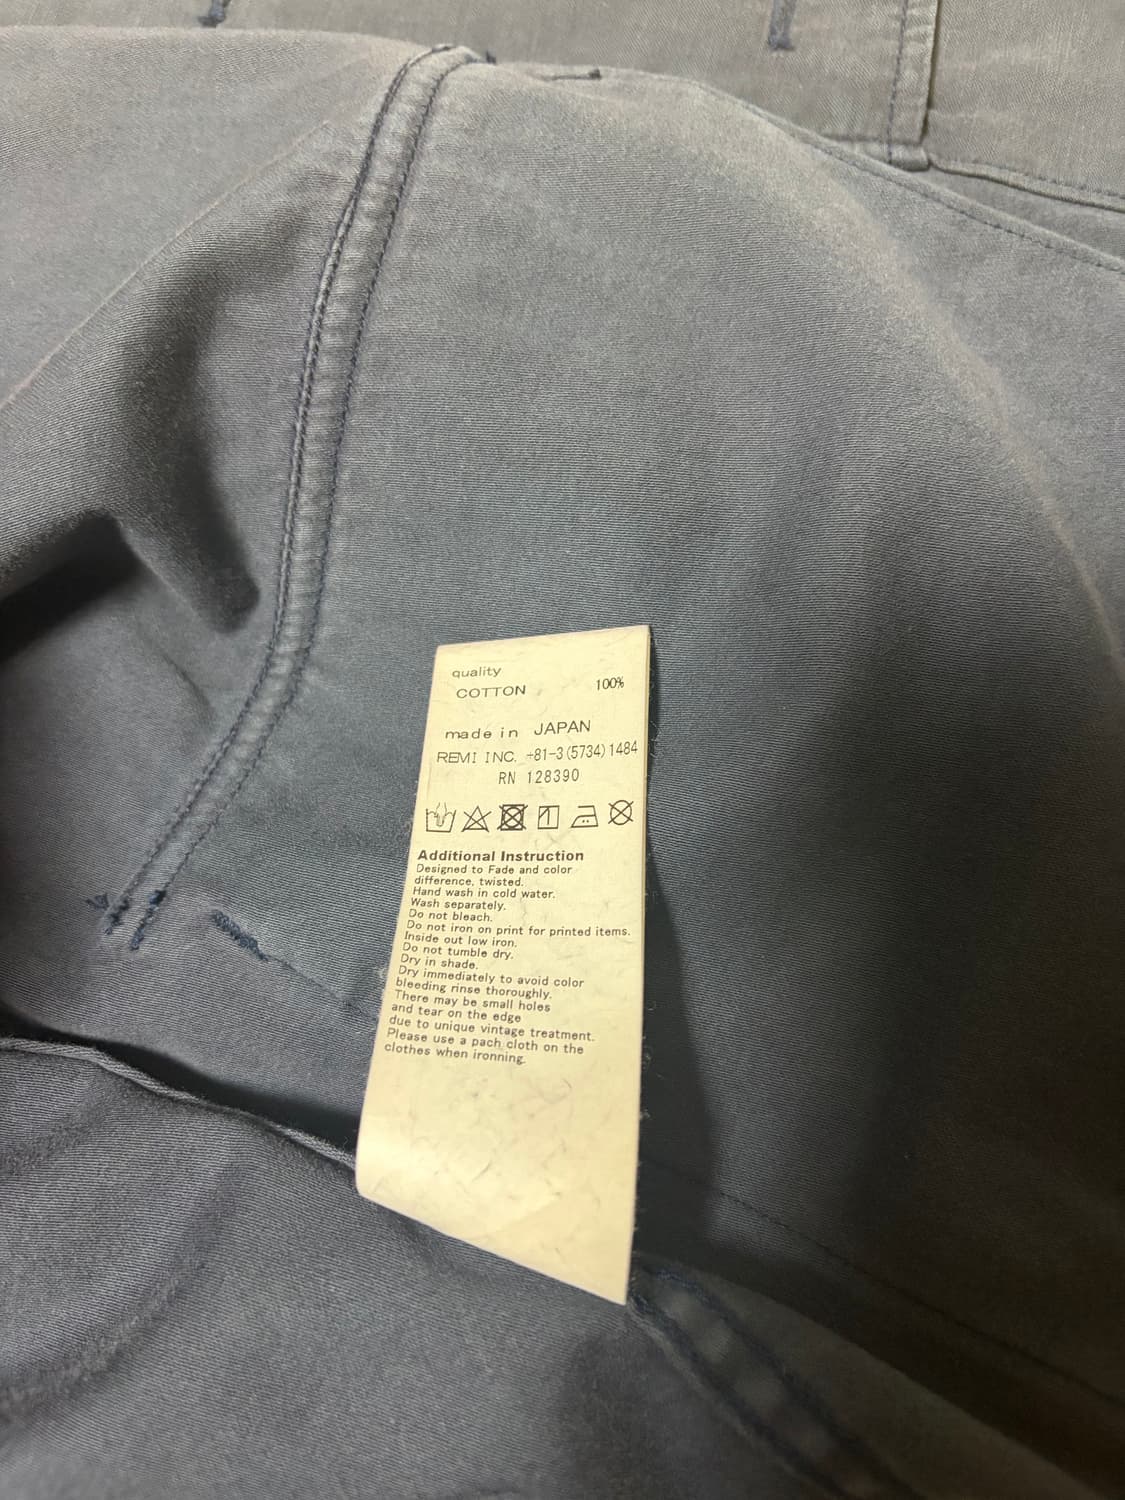 quality
COTTON 100%
made in JAPAN
REMI INC. +81-3(5734)1484
RN 128390
Additional Instruction
Designed to Fade and color
difference, twisted.
Hand wash in cold water.
Wash separately.
Do not bleach.
Do not iron on print for printed items.
Inside out low iron.
Do not tumble dry.
Dry in shade.
Dry immediately to avoid color
bleeding rinse thoroughly.
There may be small holes
and tear on the edge
due to unique vintage treatment.
Please use a pach cloth on the
clothes when ironning.